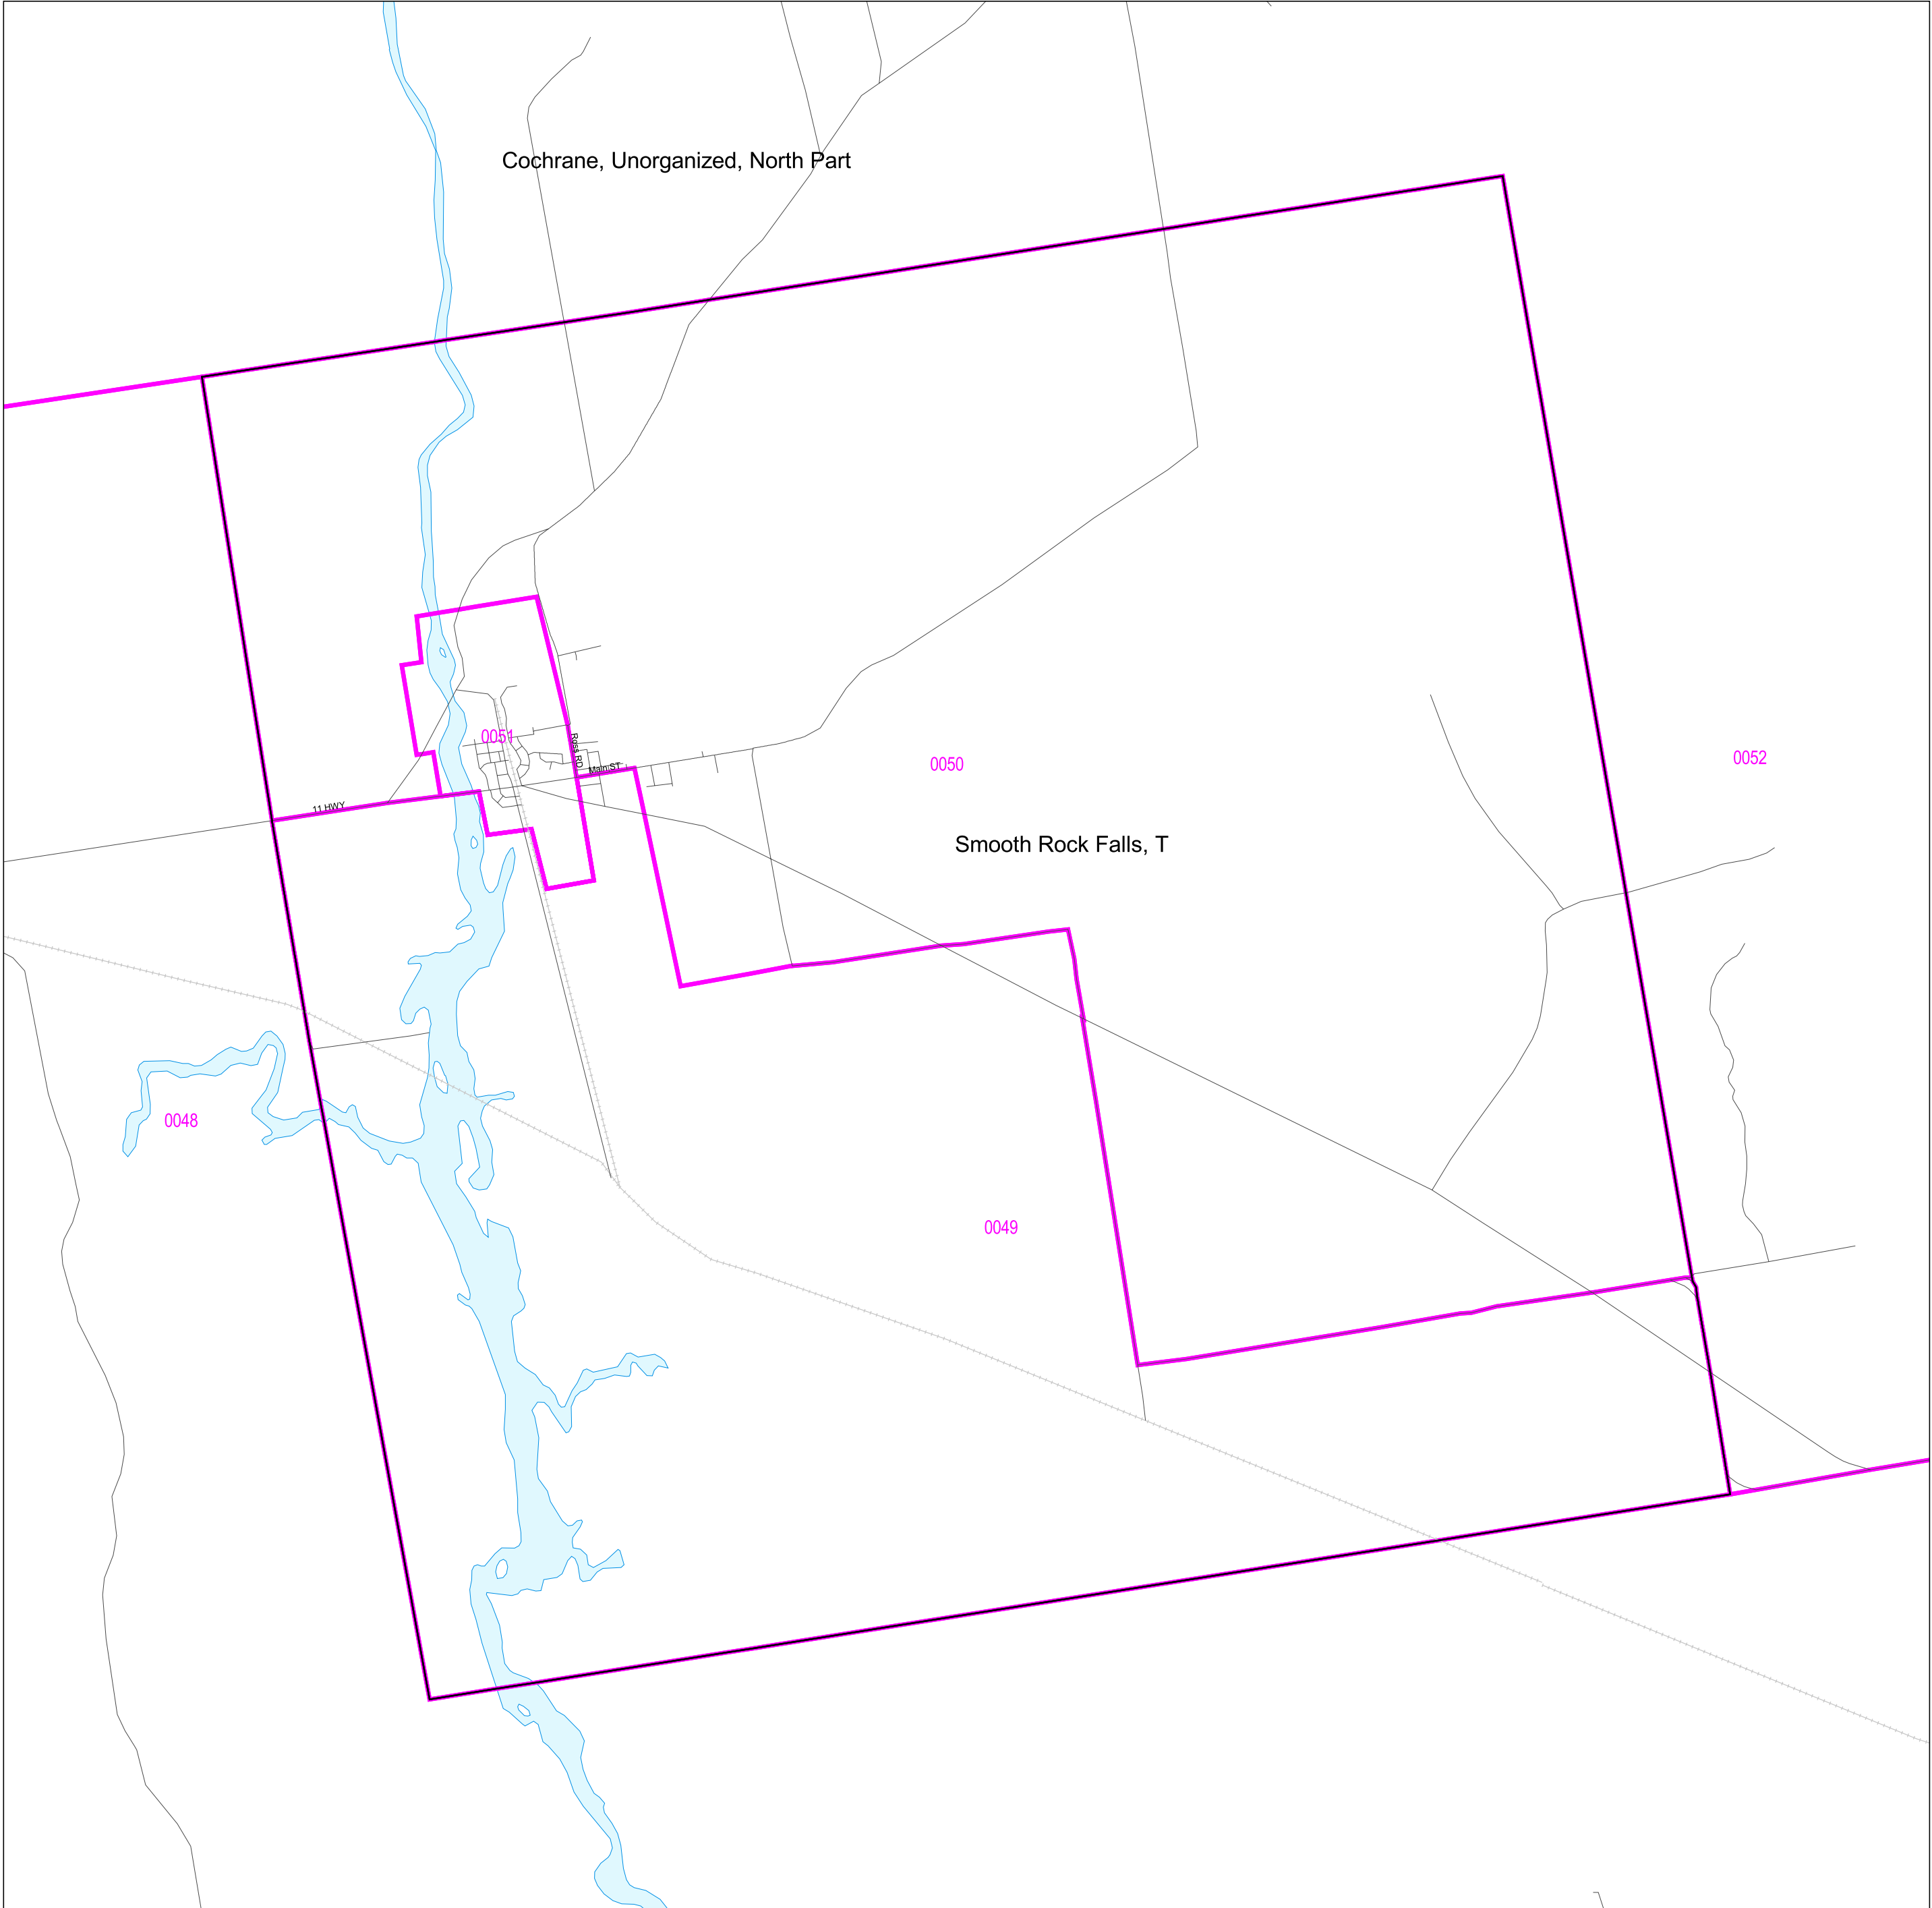 Cochrane, Unorganized, North Part
0051
Ross RD
Main ST
0050
0052
11 HWY
Smooth Rock Falls, T
0048
0049